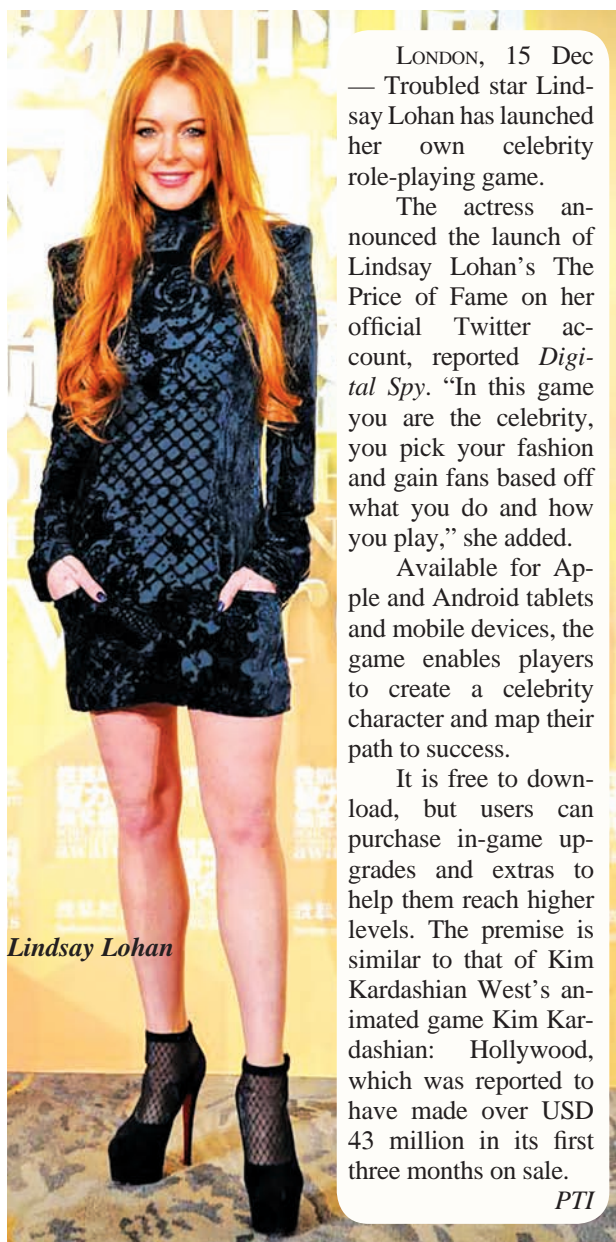 LONDON, 15 Dec
— Troubled star Lind-
say Lohan has launched
her own celebrity
role-playing game.
The actress an-
nounced the launch of
Lindsay Lohan’s The
Price of Fame on her
official Twitter ac-
count, reported Digi-
tal Spy. “In this game
you are the celebrity,
you pick your fashion
and gain fans based off
what you do and how
you play,” she added.
Available for Ap-
ple and Android tablets
and mobile devices, the
game enables players
to create a celebrity
character and map their
path to success.
It is free to down-
load, but users can
purchase in-game up-
grades and extras to
help them reach higher
levels. The premise is
similar to that of Kim
Kardashian West’s an-
imated game Kim Kar-
dashian: Hollywood,
which was reported to
have made over USD
43 million in its first
three months on sale.
PTI
Lindsay Lohan